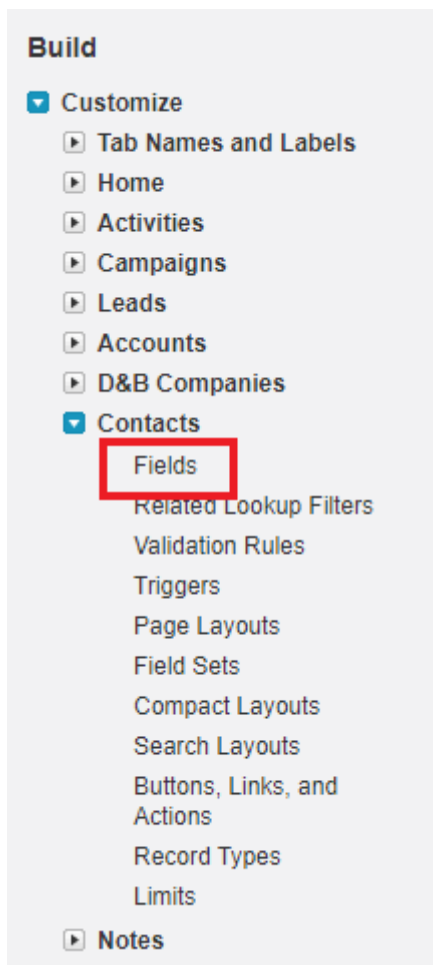 Build
Customize
Tab Names and Labels
Home
Activities
Campaigns
Leads
Accounts
D&B Companies
Contacts
Fields
Related Lookup Filters
Validation Rules
Triggers
Page Layouts
Field Sets
Compact Layouts
Search Layouts
Buttons, Links, and
Actions
Record Types
Limits
Notes